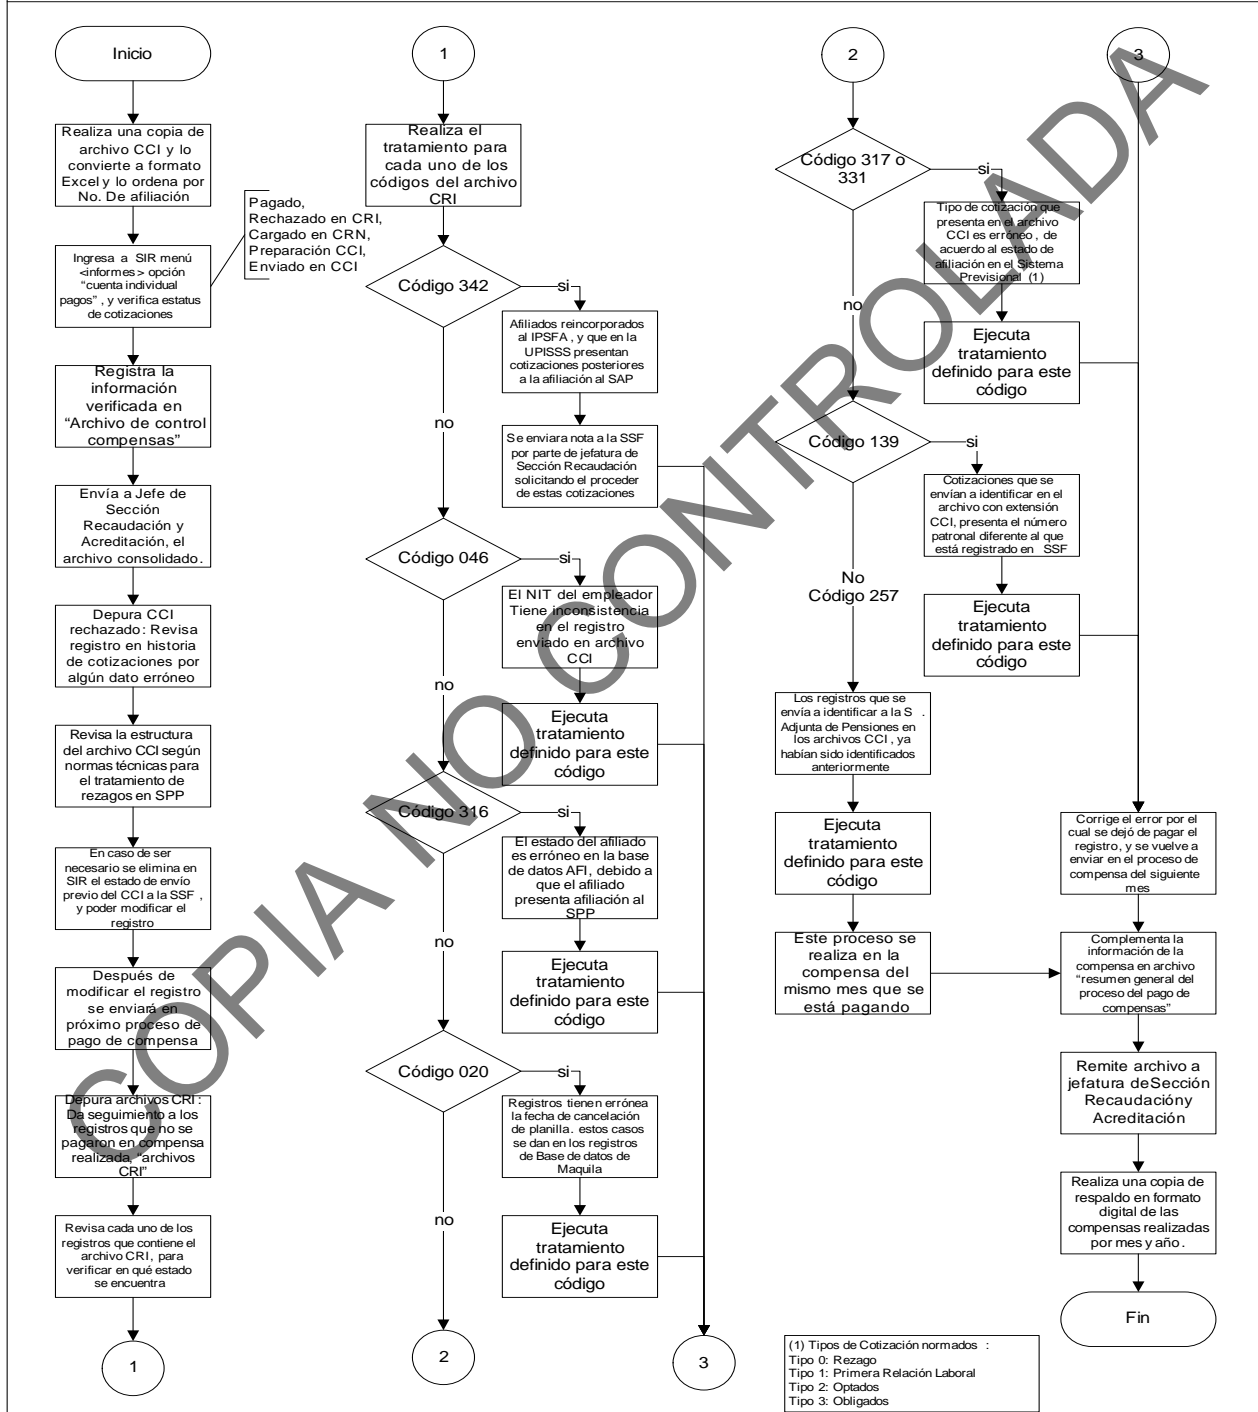 Inicio
Realiza una copia de
archivo CCI y lo
convierte a formato
Excel y lo ordena por
No. De afiliación
Pagado,
Rechazado en CRI,
Cargado en CRN,
Preparación CCI,
Enviado en CCI
Ingresa a SIR menú
<informes> opción
“cuenta individual
pagos”, y verifica estatus
de cotizaciones
Registra la
información
verificada en
“Archivo de control
compensas”
Envía a Jefe de
Sección
Recaudación y
Acreditación, el
archivo consolidado.
Depura CCI
rechazado: Revisa
registro en historia
de cotizaciones por
algún dato erróneo
Revisa la estructura
del archivo CCI según
normas técnicas para
el tratamiento de
rezagos en SPP
En caso de ser
necesario se elimina en
SIR el estado de envío
previo del CCI a la SSF,
y poder modificar el
registro
Después de
modificar el registro
se enviará en
próximo proceso de
pago de compensa
Depura archivos CRI:
Da seguimiento a los
registros que no se
pagaron en compensa
realizada, “archivos
CRI”
Revisa cada uno de los
registros que contiene el
archivo CRI, para
verificar en qué estado
se encuentra
1
1
Realiza el
tratamiento para
cada uno de los
códigos del archivo
CRI
Código 342
si
Afiliados reincorporados
al IPSFA, y que en la
UPISSS presentan
cotizaciones posteriores
a la afiliación al SAP
Se enviara nota a la SSF
por parte de jefatura de
Sección Recaudación
solicitando el proceder
de estas cotizaciones
no
Código 046
si
El NIT del empleador
Tiene inconsistencia
en el registro
enviado en archivo
CCI
Ejecuta
tratamiento
definido para este
código
no
Código 316
si
El estado del afiliado
es erróneo en la base
de datos AFI, debido a
que el afiliado
presenta afiliación al
SPP
Ejecuta
tratamiento
definido para este
código
no
Código 020
si
Registros tienen errónea
la fecha de cancelación
de planilla. estos casos
se dan en los registros
de Base de datos de
Maquila
Ejecuta
tratamiento
definido para este
código
no
2
3
2
Código 317 o
331
si
Tipo de cotización que
presenta en el archivo
CCI es erróneo, de
acuerdo al estado de
afiliación en el Sistema
Previsional (1)
Ejecuta
tratamiento
definido para este
código
no
Código 139
si
Cotizaciones que se
envían a identificar en el
archivo con extensión
CCI, presenta el número
patronal diferente al que
está registrado en SSF
Ejecuta
tratamiento
definido para este
código
No
Código 257
Los registros que se
envía a identificar a la S .
Adjunta de Pensiones en
los archivos CCI, ya
habían sido identificados
anteriormente
Ejecuta
tratamiento
definido para este
código
Este proceso se
realiza en la
compensa del
mismo mes que se
está pagando
3
Corrige el error por el
cual se dejó de pagar el
registro, y se vuelve a
enviar en el proceso de
compensa del siguiente
mes
Complementa la
información de la
compensa en archivo
“resumen general del
proceso del pago de
compensas”
Remite archivo a
jefatura deSección
Recaudacióny
Acreditación
Realiza una copia de
respaldo en formato
digital de las
compensas realizadas
por mes y año.
Fin
(1) Tipos de Cotización normados :
Tipo 0: Rezago
Tipo 1: Primera Relación Laboral
Tipo 2: Optados
Tipo 3: Obligados
COPIA NO CONTROLADA